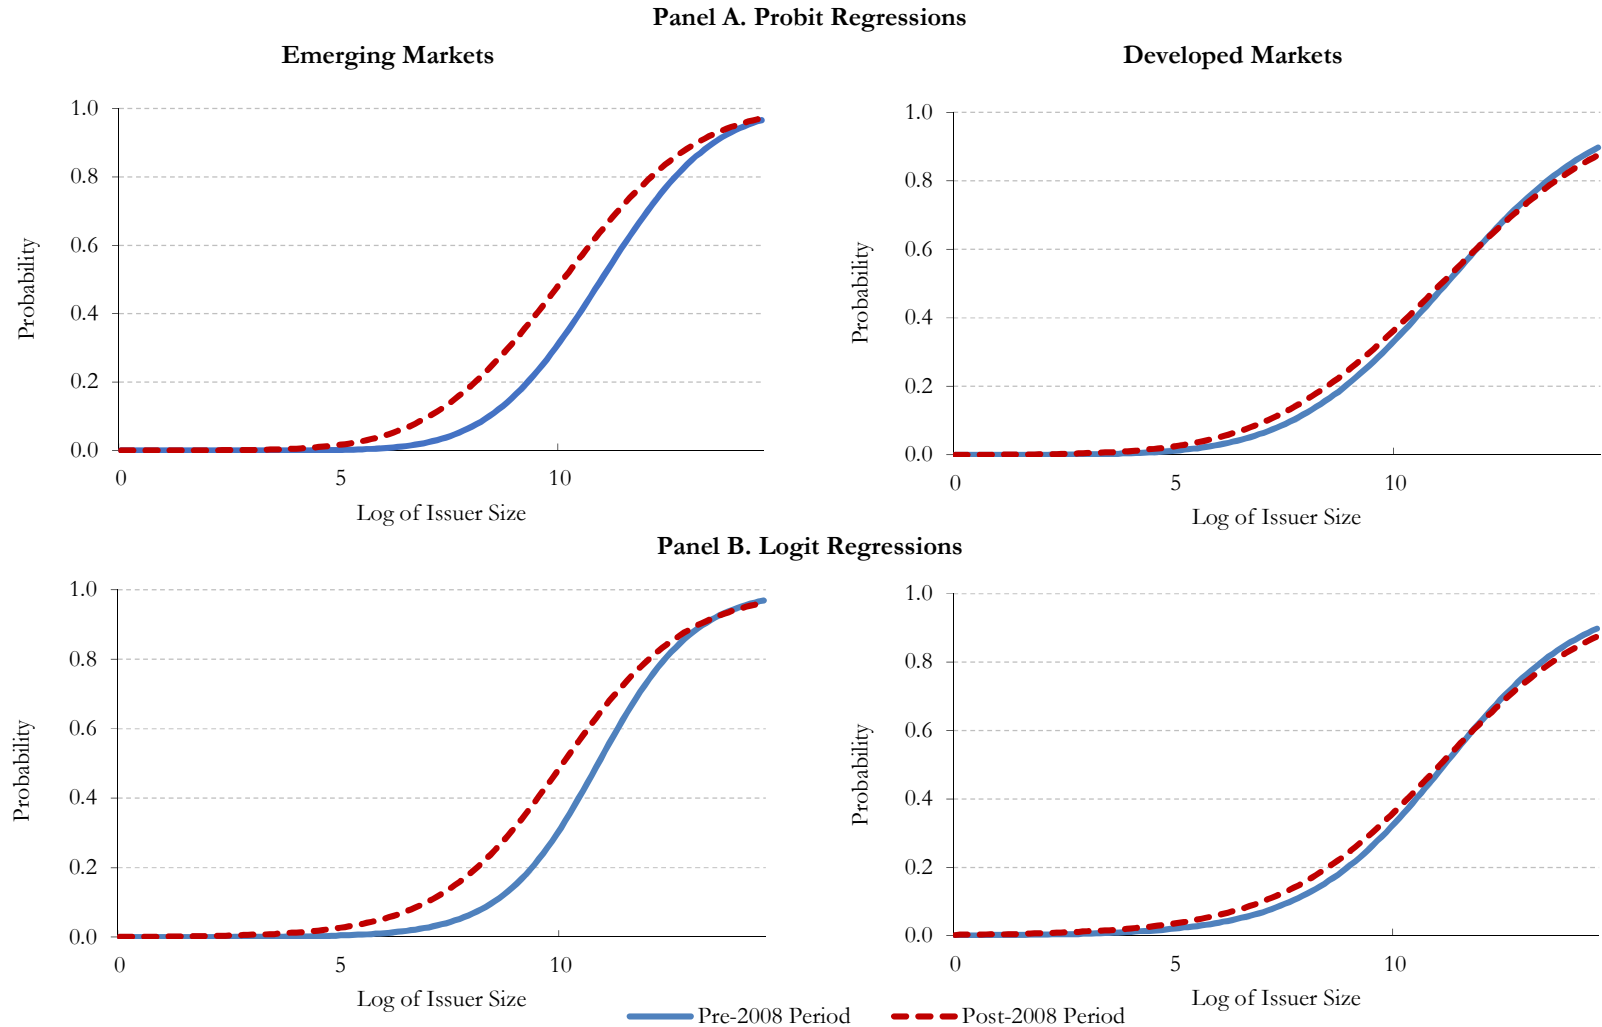 Panel A. Probit Regressions
Emerging Markets
Developed Markets
Probability
1.0
0.8
0.6
0.4
0.2
0.0
0
5
10
Log of Issuer Size
Probability
1.0
0.8
0.6
0.4
0.2
0.0
0
5
10
Log of Issuer Size
Panel B. Logit Regressions
Probability
1.0
0.8
0.6
0.4
0.2
0.0
0
5
10
Log of Issuer Size
Probability
1.0
0.8
0.6
0.4
0.2
0.0
0
5
10
Log of Issuer Size
Pre-2008 Period
Post-2008 Period